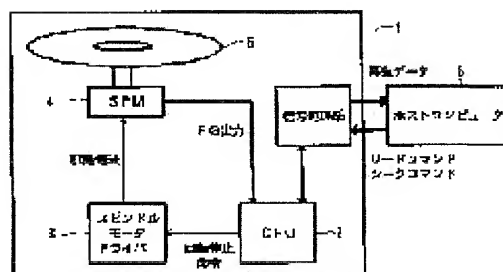 1
6
4
SPM
FG出力
再生データ
5
信号処理部
ホストコンピュータ
リードコマンド
シークコマンド
駆動電流
3
スピンドル
モータ
ドライバ
回転停止
命令
CPU
2